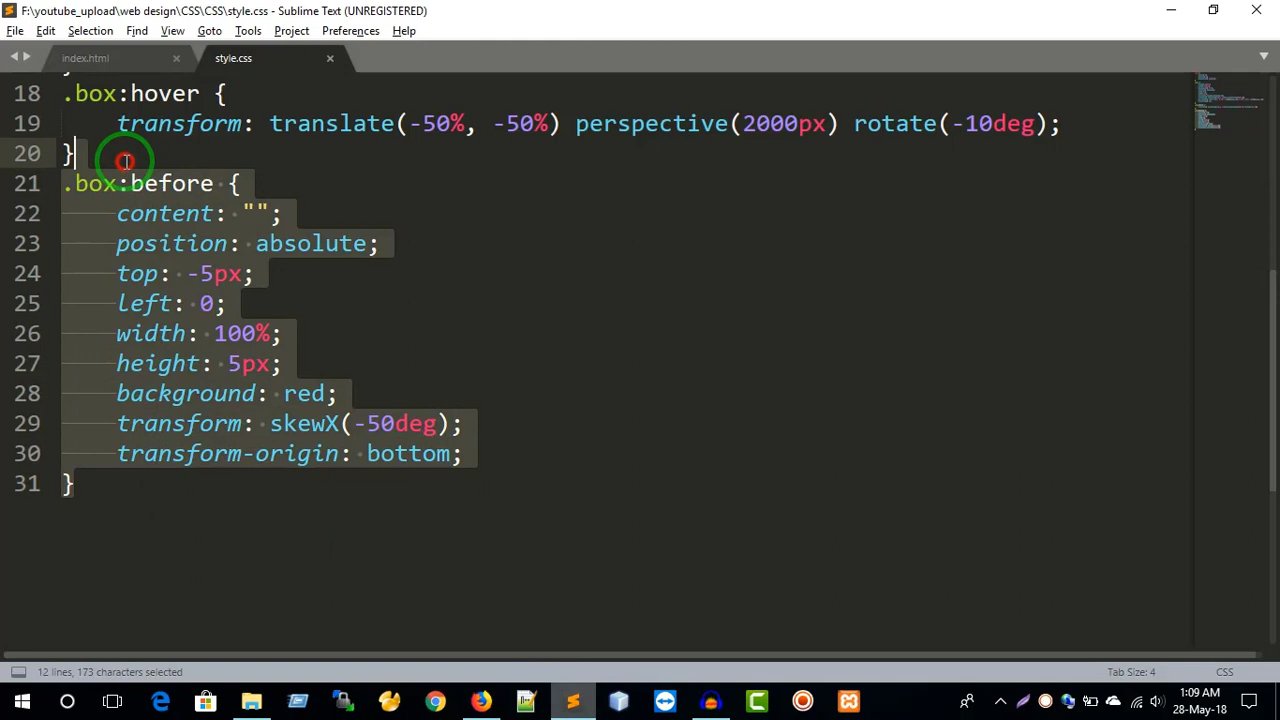 F:\youtube_upload\web design\CSS\CSS\style.css - Sublime Text (UNREGISTERED)
File Edit Selection Find View Goto Tools Project Preferences Help
index.html style.css
18 .box:hover {
19 transform: translate(-50%, -50%) perspective(2000px) rotate(-10deg);
20 }
21 .box:before {
22 content: "";
23 position: absolute;
24 top: -5px;
25 left: 0;
26 width: 100%;
27 height: 5px;
28 background: red;
29 transform: skewX(-50deg);
30 transform-origin: bottom;
31 }
12 lines, 173 characters selected Tab Size: 4 CSS
1:09 AM
28-May-18